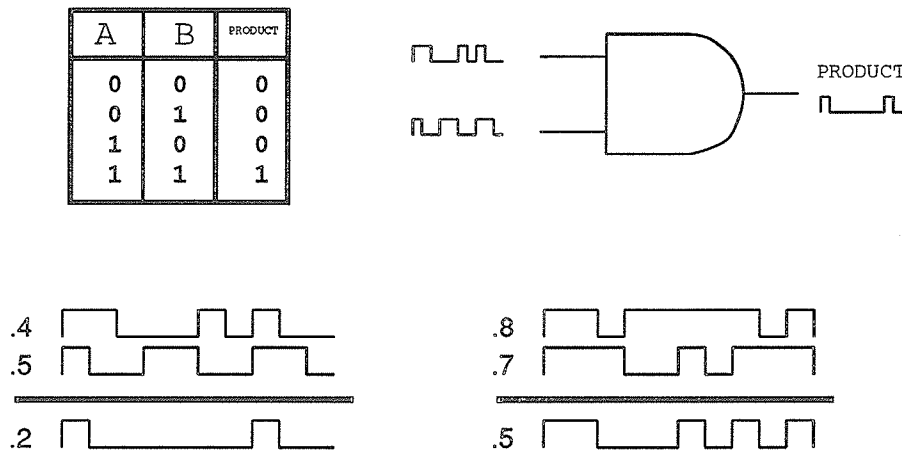 A B PRODUCT
0 0 0
0 1 0
1 0 0
1 1 1
PRODUCT
.4
.5
.2
.8
.7
.5